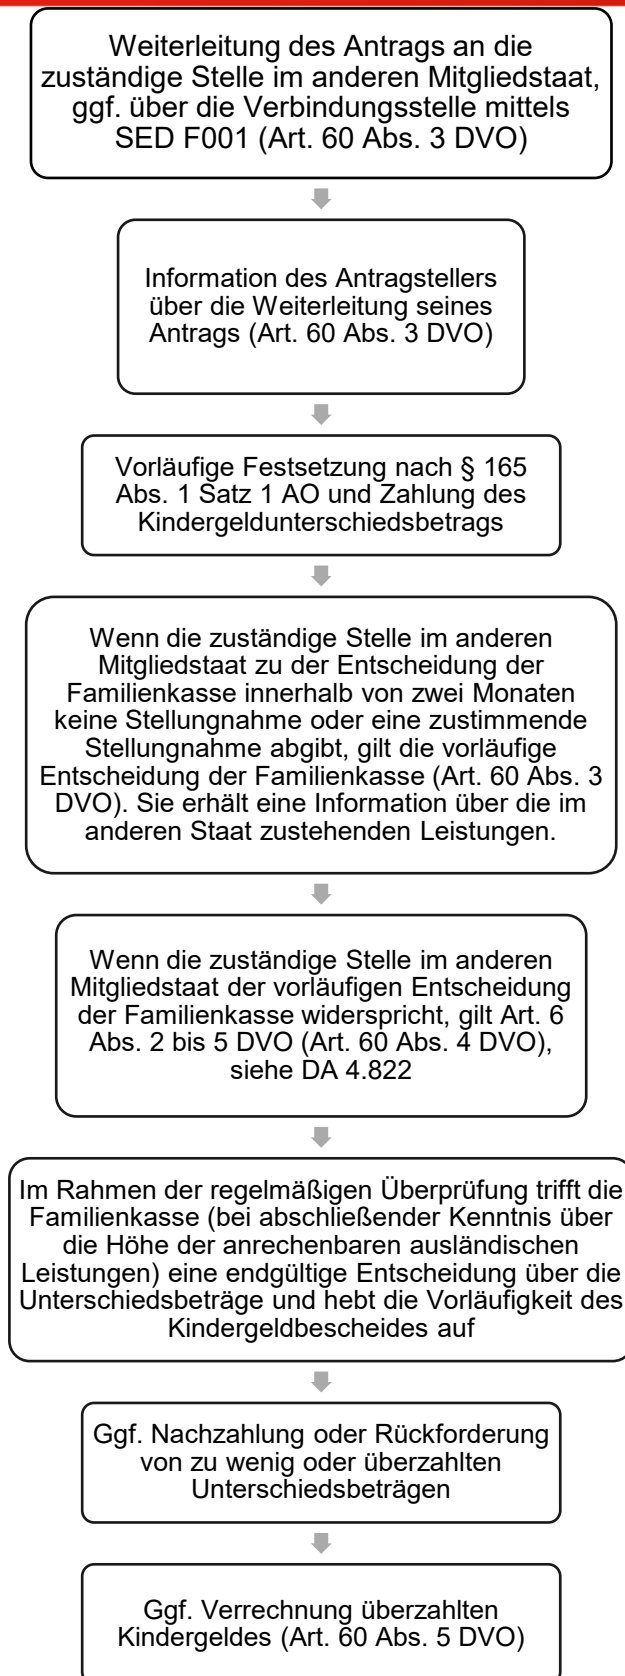 Weiterleitung des Antrags an die
zuständige Stelle im anderen Mitgliedstaat,
ggf. über die Verbindungsstelle mittels
SED F001 (Art. 60 Abs. 3 DVO)
Information des Antragstellers
über die Weiterleitung seines
Antrags (Art. 60 Abs. 3 DVO)
Vorläufige Festsetzung nach § 165
Abs. 1 Satz 1 AO und Zahlung des
Kindergeldunterschiedsbetrags
Wenn die zuständige Stelle im anderen
Mitgliedstaat zu der Entscheidung der
Familienkasse innerhalb von zwei Monaten
keine Stellungnahme oder eine zustimmende
Stellungnahme abgibt, gilt die vorläufige
Entscheidung der Familienkasse (Art. 60 Abs. 3
DVO). Sie erhält eine Information über die im
anderen Staat zustehenden Leistungen.
Wenn die zuständige Stelle im anderen
Mitgliedstaat der vorläufigen Entscheidung
der Familienkasse widerspricht, gilt Art. 6
Abs. 2 bis 5 DVO (Art. 60 Abs. 4 DVO),
siehe DA 4.822
Im Rahmen der regelmäßigen Überprüfung trifft die
Familienkasse (bei abschließender Kenntnis über
die Höhe der anrechenbaren ausländischen
Leistungen) eine endgültige Entscheidung über die
Unterschiedsbeträge und hebt die Vorläufigkeit des
Kindergeldbescheides auf
Ggf. Nachzahlung oder Rückforderung
von zu wenig oder überzahlten
Unterschiedsbeträgen
Ggf. Verrechnung überzahlten
Kindergeldes (Art. 60 Abs. 5 DVO)